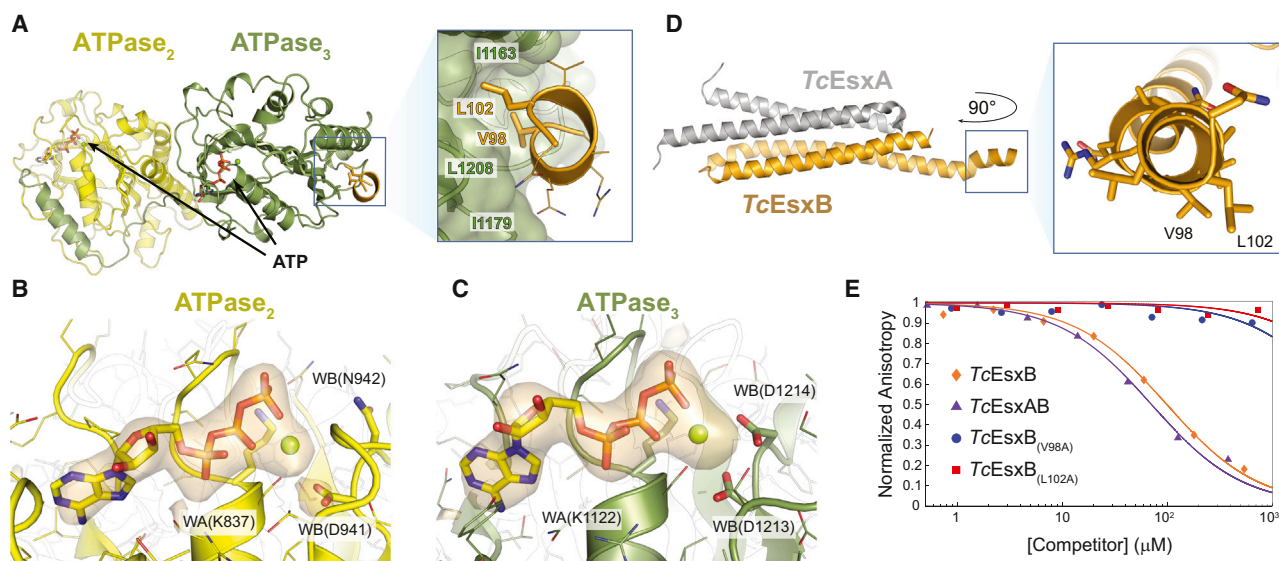 A
ATPase2
ATPase3
ATP
I1163
L102
V98
L1208
I1179
D
TcEsxA
90°
TcEsxB
V98
L102
B
ATPase2
WB(N942)
WA(K837)
WB(D941)
C
ATPase3
WB(D1214)
WA(K1122)
WB(D1213)
E
Normalized Anisotropy
1
0.9
0.8
0.7
0.6
0.5
0.4
0.3
0.2
0.1
0
TcEsxB
TcEsxAB
TcEsxB(V98A)
TcEsxB(L102A)
1
10
10²
10³
[Competitor] (µM)